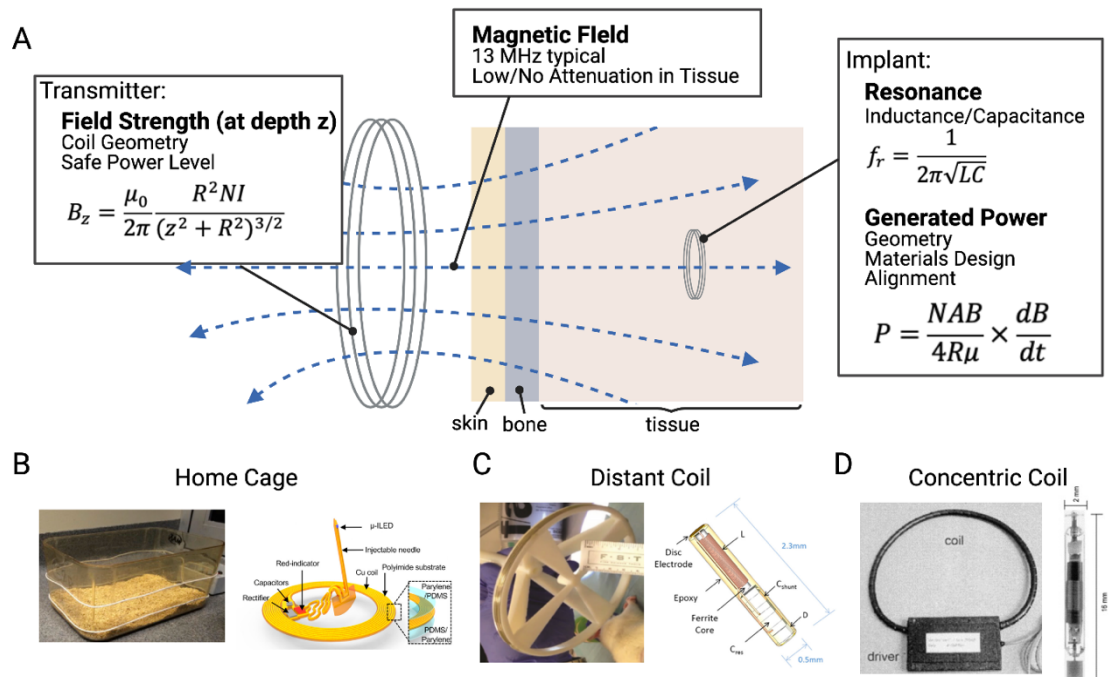 A
Transmitter:
Field Strength (at depth z)
Coil Geometry
Safe Power Level
B_z = μ_0/2π R^2NI/(z^2 + R^2)^{3/2}
Magnetic FIeld
13 MHz typical
Low/No Attenuation in Tissue
Implant:
Resonance
Inductance/Capacitance
f_r = 1/2π√LC
Generated Power
Geometry
Materials Design
Alignment
P = NAB/4Rμ × dB/dt
skin
bone
tissue
B
Home Cage
μ-ILED
Injectable needle
Red-indicator
Cu coil
Polyimide substrate
Capacitors
Rectifier
Parylene
/PDMS
PDMS/
Parylene
C
Distant Coil
Disc
Electrode
L
2.3mm
C_shunt
Epoxy
Ferrite
Core
D
C_res
0.5mm
D
Concentric Coil
coil
driver
2 mm
16 mm